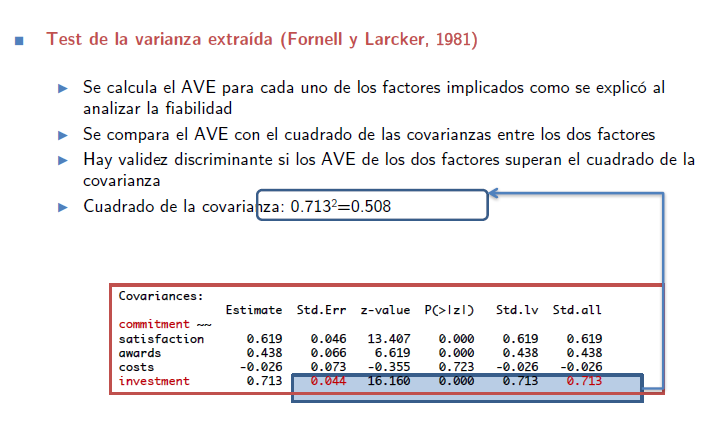 Test de la varianza extraída (Fornell y Larcker, 1981)
Se calcula el AVE para cada uno de los factores implicados como se explicó al
analizar la fiabilidad
Se compara el AVE con el cuadrado de las covarianzas entre los dos factores
Hay validez discriminante si los AVE de los dos factores superan el cuadrado de la
covarianza
Cuadrado de la covarianza: 0.713²=0.508
Covariances:
Estimate Std.Err z-value P(>|z|) Std.lv Std.all
commitment ~~
satisfaction 0.619 0.046 13.407 0.000 0.619 0.619
awards 0.438 0.066 6.619 0.000 0.438 0.438
costs -0.026 0.073 -0.355 0.723 -0.026 -0.026
investment 0.713 0.044 16.160 0.000 0.713 0.713